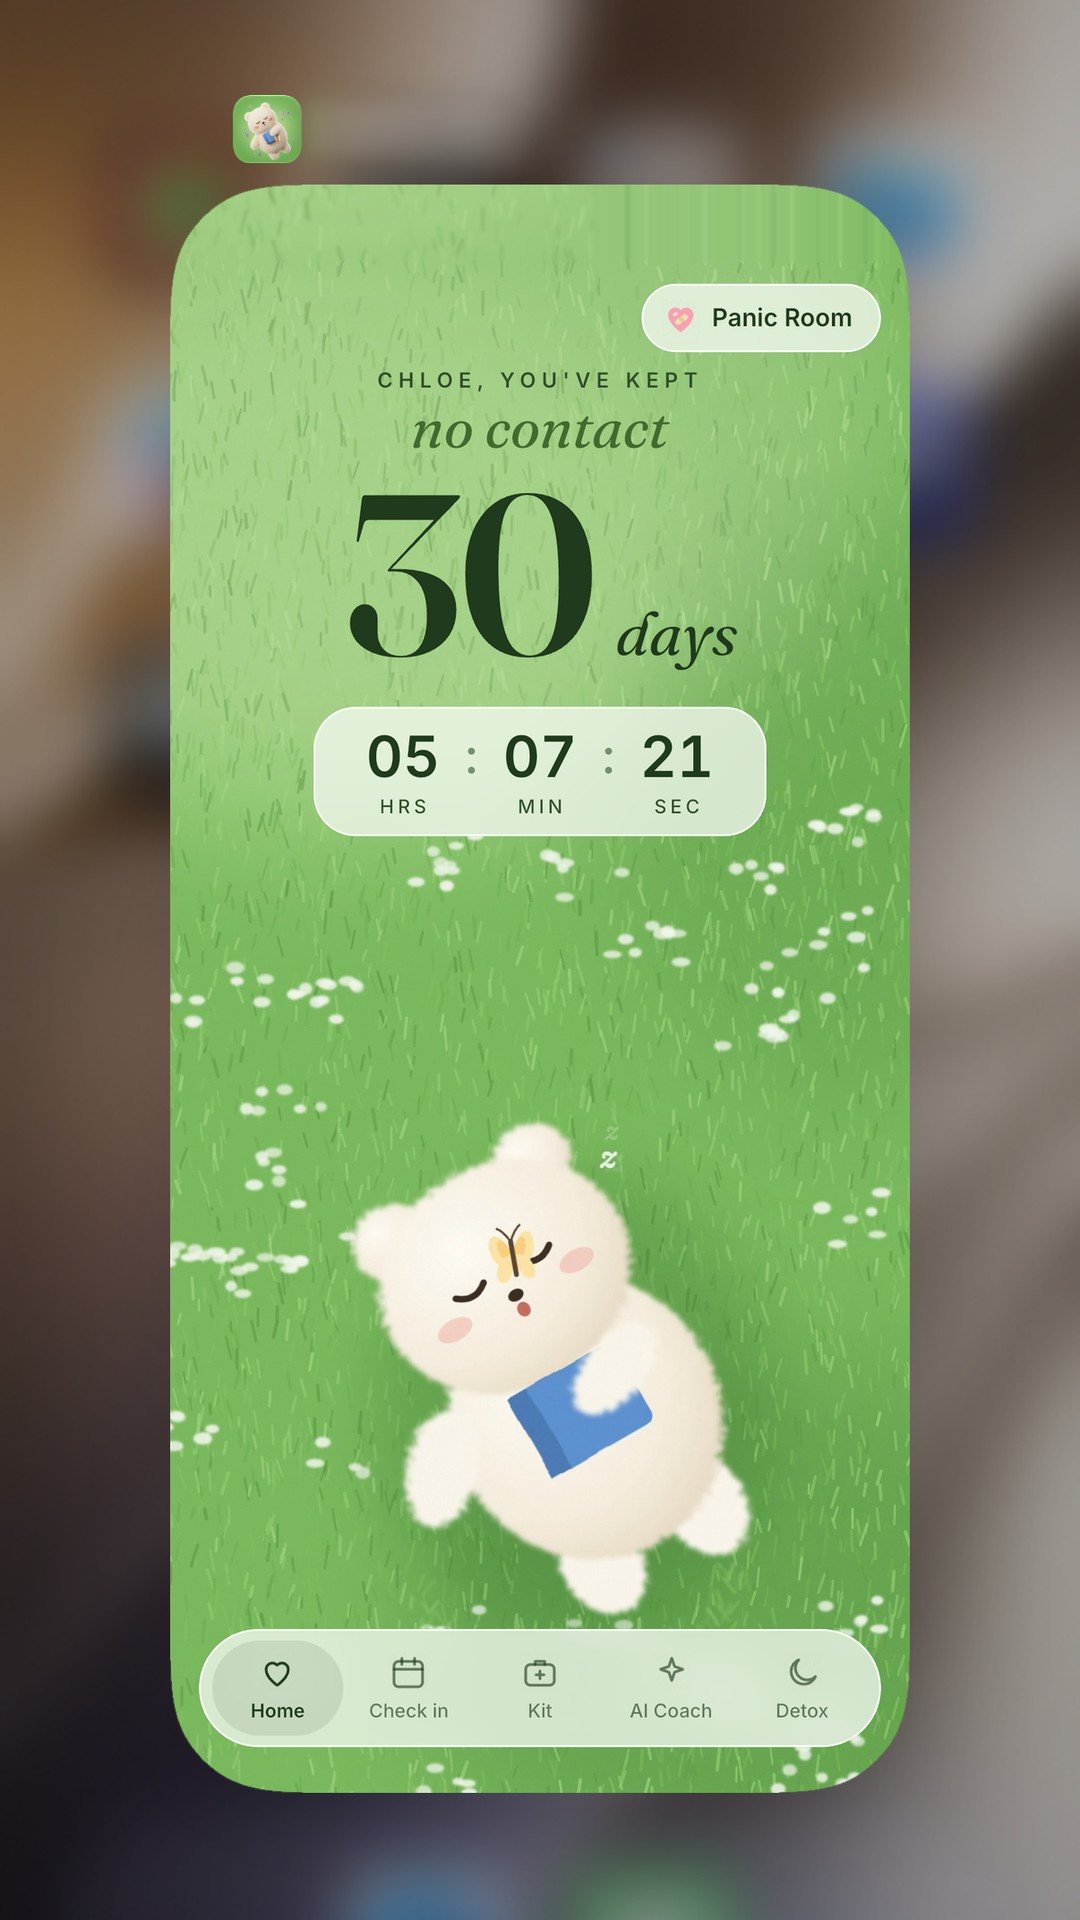 Panic Room
CHLOE, YOU'VE KEPT
no contact
30 days
05 : 07 : 21
HRS MIN SEC
z
z
Home Check in Kit AI Coach Detox